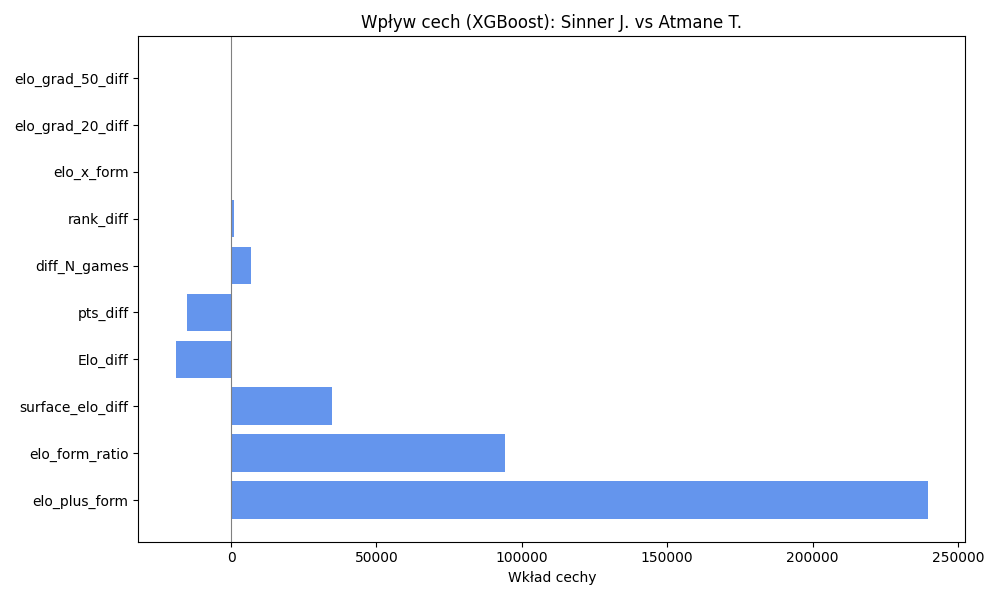 Wpływ cech (XGBoost): Sinner J. vs Atmane T.
elo_grad_50_diff
elo_grad_20_diff
elo_x_form
rank_diff
diff_N_games
pts_diff
Elo_diff
surface_elo_diff
elo_form_ratio
elo_plus_form
0 50000 100000 150000 200000 250000
Wkład cechy